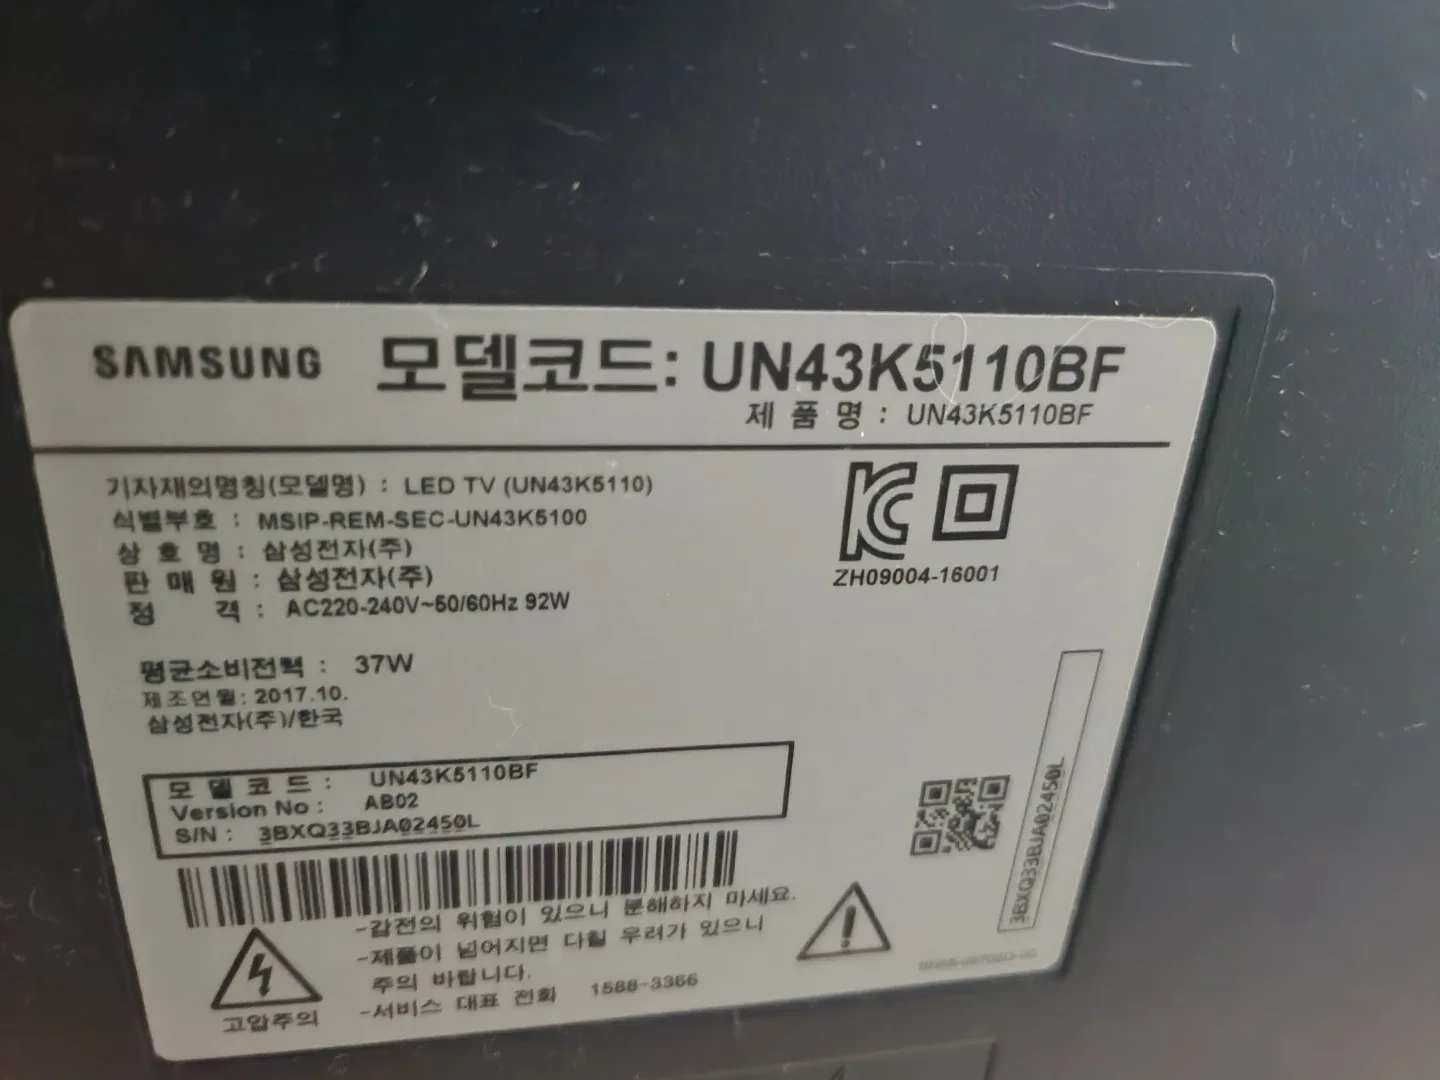 SAMSUNG 모델코드: UN43K5110BF
제 품 명 : UN43K5110BF
기자재의명칭(모델명) : LED TV (UN43K5110)
식별부호 : MSIP-REM-SEC-UN43K5100
상 호 명 : 삼성전자(주)
판 매 원 : 삼성전자(주)
정 격 : AC220-240V~50/60Hz 92W
ZH09004-16001
평균소비전력 : 37W
제조연월: 2017.10.
삼성전자(주)/한국
모 델 코 드 : UN43K5110BF
Version No : AB02
S/N : 3BXQ33BJA02450L
3BXQ33BJA02450L
-감전의 위험이 있으니 분해하지 마세요.
-제품이 넘어지면 다칠 우려가 있으니
주의 바랍니다.
-서비스 대표 전화 1588-3366
고압주의